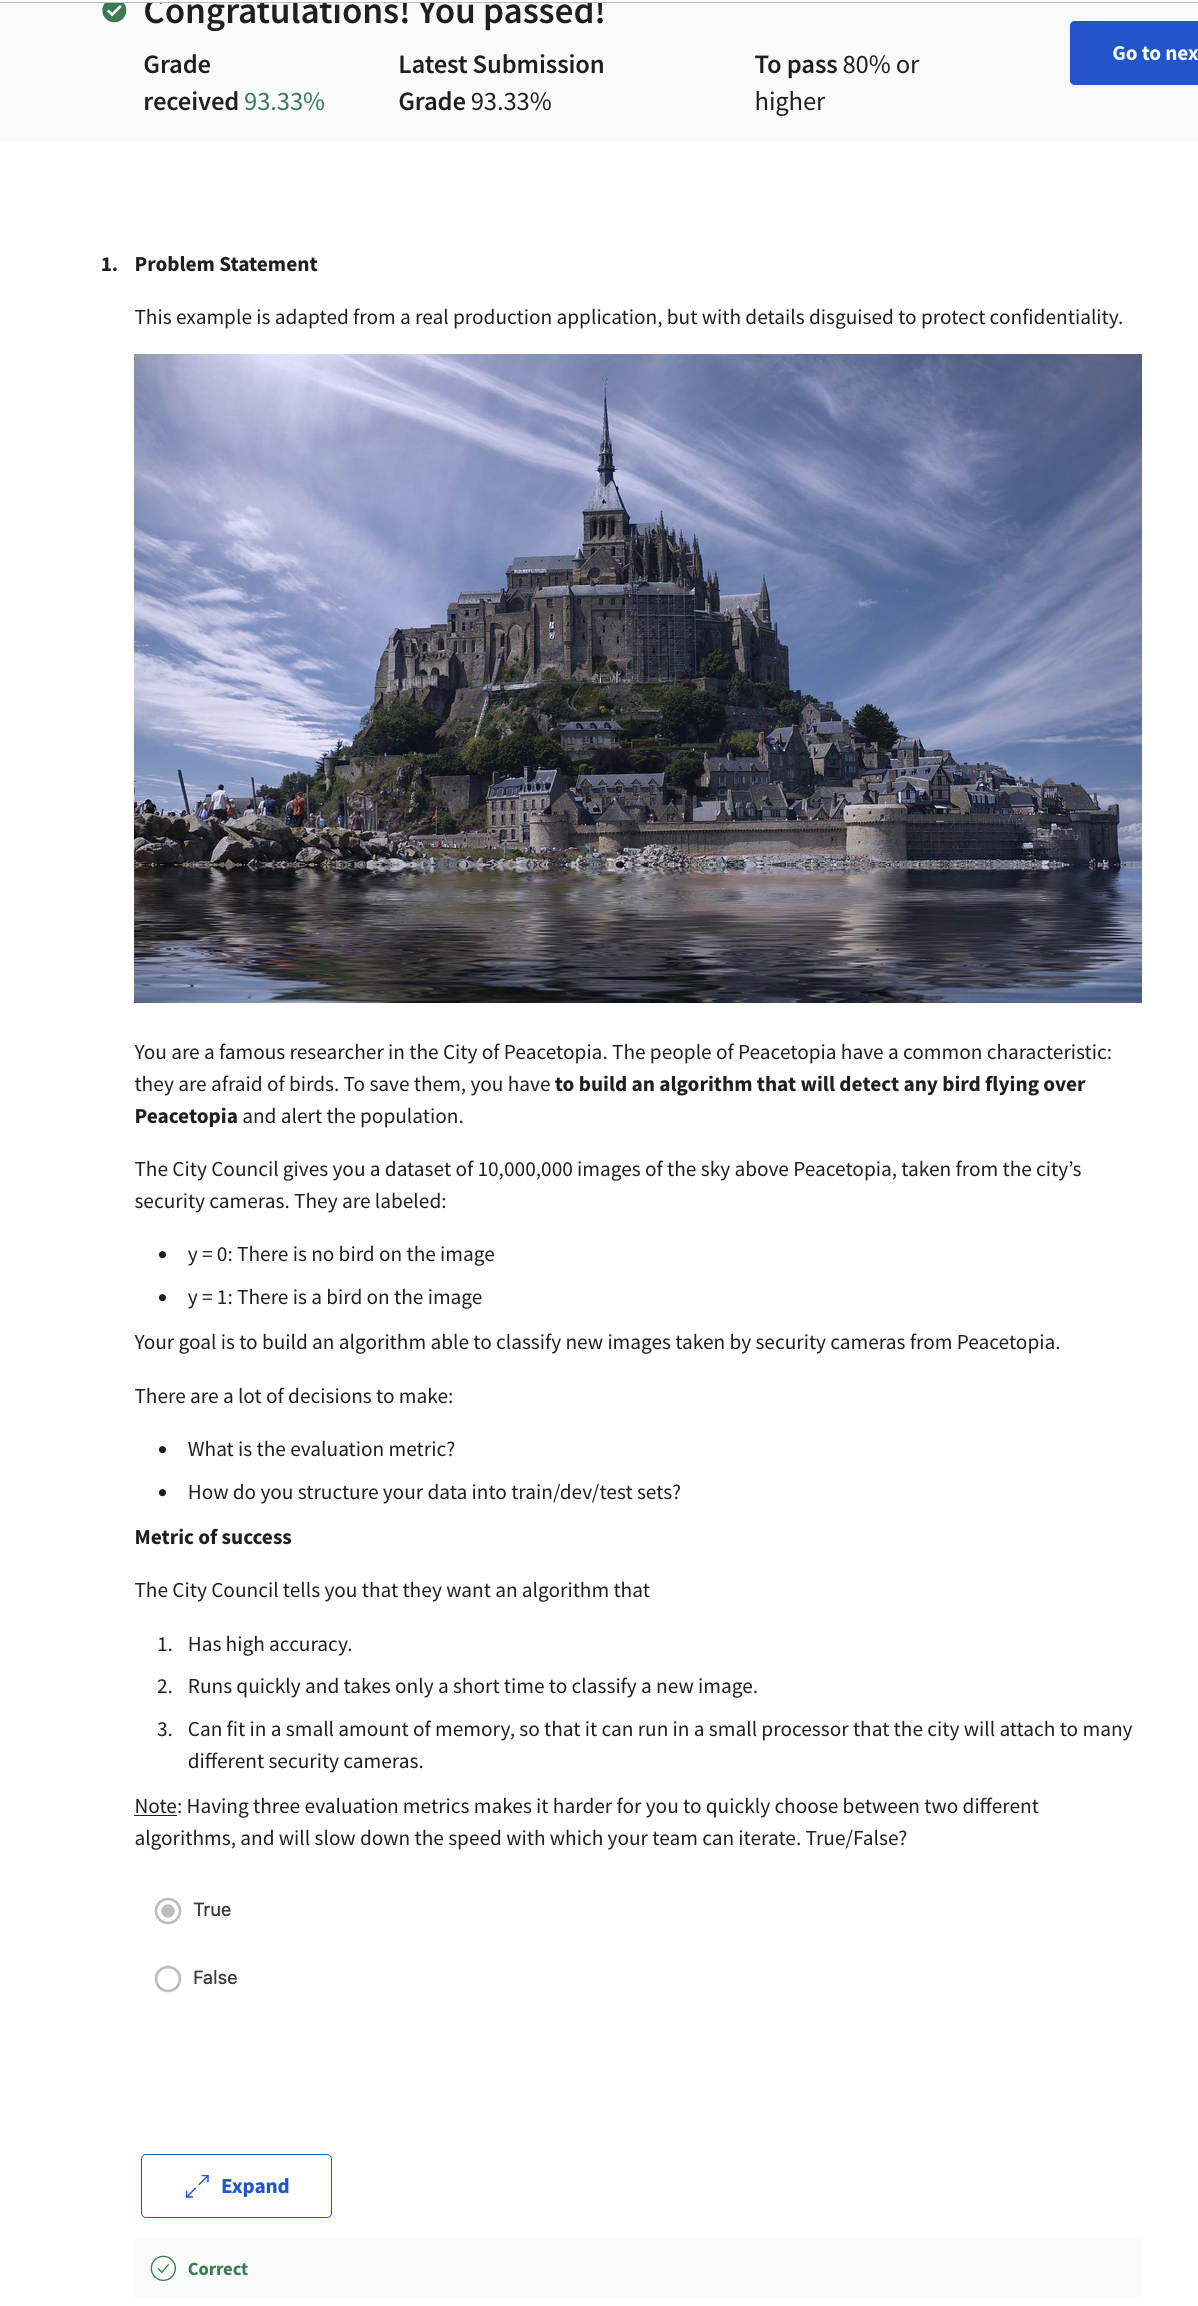 Congratulations! You passed!
Grade
received 93.33%
Latest Submission
Grade 93.33%
To pass 80% or
higher
Go to nex
1. Problem Statement
This example is adapted from a real production application, but with details disguised to protect confidentiality.
You are a famous researcher in the City of Peacetopia. The people of Peacetopia have a common characteristic:
they are afraid of birds. To save them, you have to build an algorithm that will detect any bird flying over
Peacetopia and alert the population.
The City Council gives you a dataset of 10,000,000 images of the sky above Peacetopia, taken from the city’s
security cameras. They are labeled:
• y = 0: There is no bird on the image
• y = 1: There is a bird on the image
Your goal is to build an algorithm able to classify new images taken by security cameras from Peacetopia.
There are a lot of decisions to make:
• What is the evaluation metric?
• How do you structure your data into train/dev/test sets?
Metric of success
The City Council tells you that they want an algorithm that
1. Has high accuracy.
2. Runs quickly and takes only a short time to classify a new image.
3. Can fit in a small amount of memory, so that it can run in a small processor that the city will attach to many
different security cameras.
Note: Having three evaluation metrics makes it harder for you to quickly choose between two different
algorithms, and will slow down the speed with which your team can iterate. True/False?
True
False
Expand
Correct